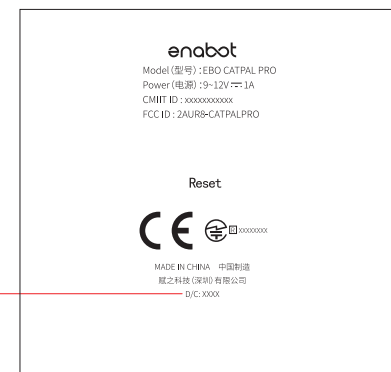 enabot
Model (型号) : EBO CATPAL PRO
Power (电源) : 9~12V ⎓ 1A
CMIIT ID : xxxxxxxxxxx
FCC ID : 2AUR8-CATPALPRO
Reset
CE R xxxxxxxx
MADE IN CHINA 中国制造
赋之科技 (深圳) 有限公司
D/C: XXXX